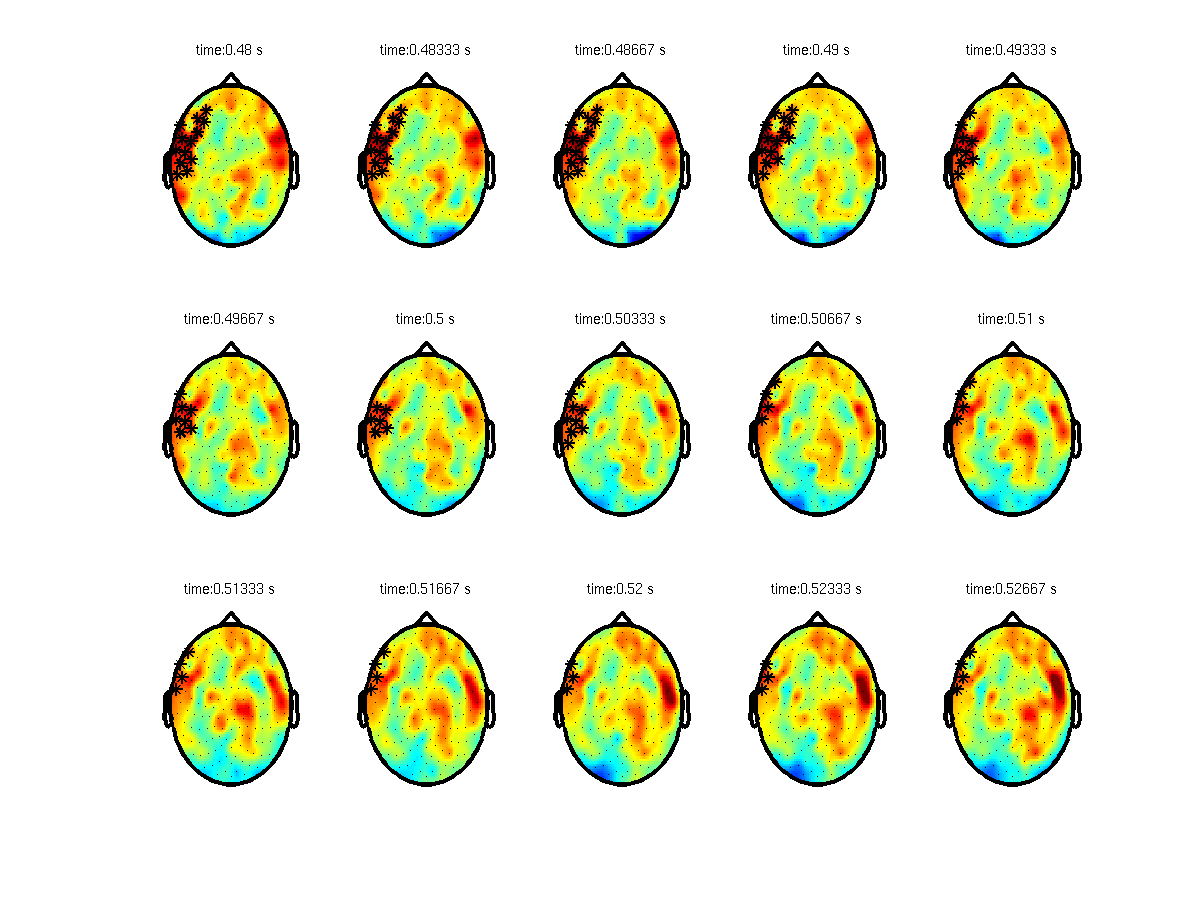 time:0.48 s
time:0.48333 s
time:0.48667 s
time:0.49 s
time:0.49333 s
time:0.49667 s
time:0.5 s
time:0.50333 s
time:0.50667 s
time:0.51 s
time:0.51333 s
time:0.51667 s
time:0.52 s
time:0.52333 s
time:0.52667 s